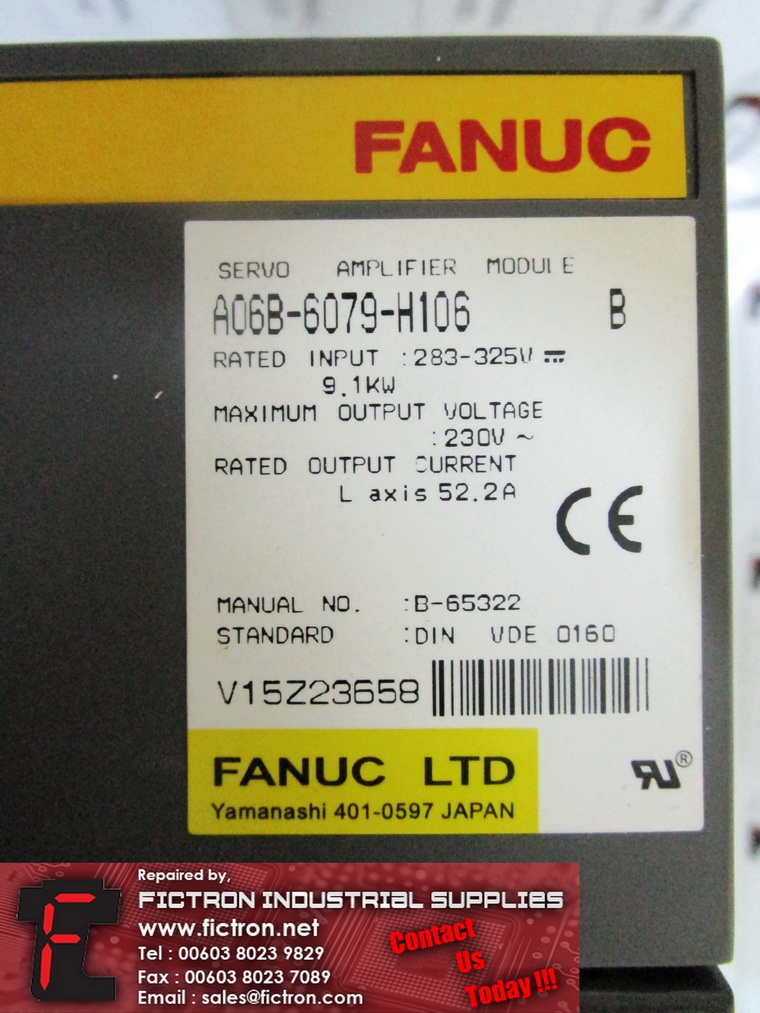 FANUC
SERVO AMPLIFIER MODULE
A06B-6079-H106 B
RATED INPUT :283-325V ⎓
9.1KW
MAXIMUM OUTPUT VOLTAGE
:230V ~
RATED OUTPUT CURRENT
L axis 52.2A
CE
MANUAL NO. :B-65322
STANDARD :DIN VDE 0160
V15Z23658
FANUC LTD
Yamanashi 401-0597 JAPAN
RU®
Repaired by,
FICTRON INDUSTRIAL SUPPLIES
www.fictron.net
Tel : 00603 8023 9829
Fax : 00603 8023 7089
Email : sales@fictron.com
Contact
Us
Today !!!